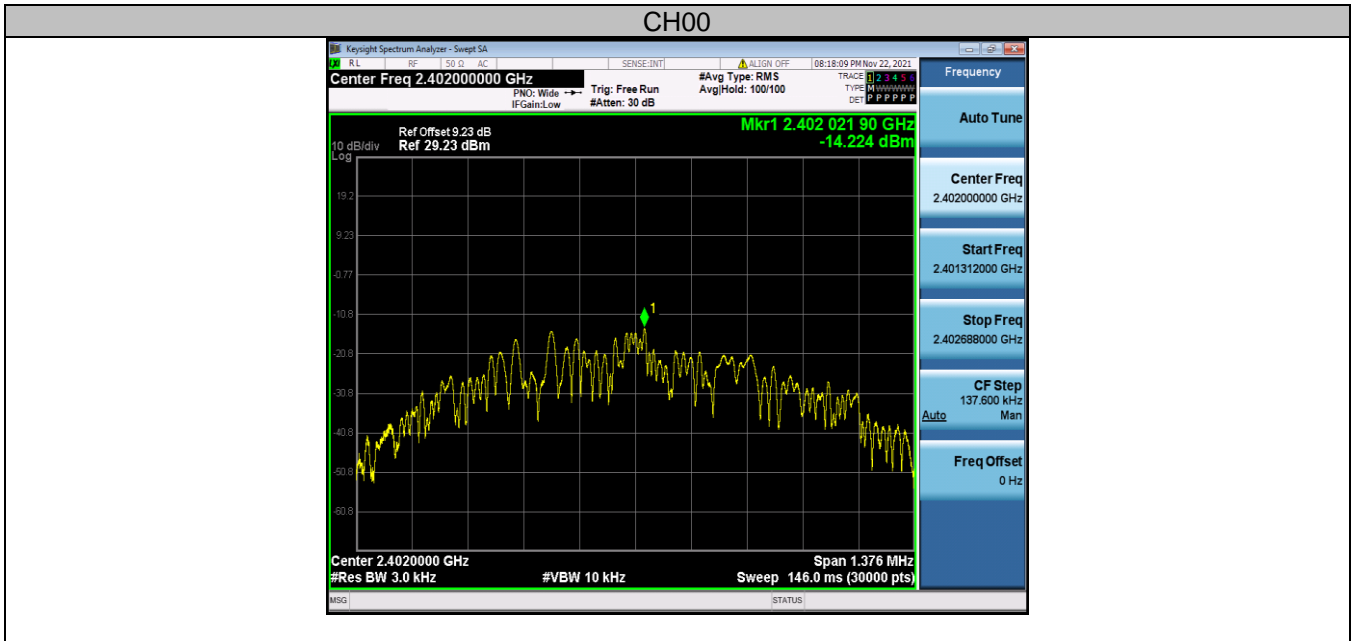 CH00
Keysight Spectrum Analyzer - Swept SA
RL RF 50 Ω AC SENSE:INT ALIGN OFF 08:18:09 PM Nov 22, 2021
Center Freq 2.402000000 GHz
PNO: Wide
IFGain:Low
Trig: Free Run
#Atten: 30 dB
#Avg Type: RMS
Avg|Hold: 100/100
TRACE 1 2 3 4 5 6
TYPE M WWWWW
DET P P P P P P
Ref Offset 9.23 dB
10 dB/div Ref 29.23 dBm
Log
Mkr1 2.402 021 90 GHz
-14.224 dBm
19.2
9.23
-0.77
-10.8
-20.8
-30.8
-40.8
-50.8
-60.8
1
Center 2.4020000 GHz Span 1.376 MHz
#Res BW 3.0 kHz #VBW 10 kHz Sweep 146.0 ms (30000 pts)
MSG STATUS
Frequency
Auto Tune
Center Freq
2.402000000 GHz
Start Freq
2.401312000 GHz
Stop Freq
2.402688000 GHz
CF Step
137.600 kHz
Auto Man
Freq Offset
0 Hz